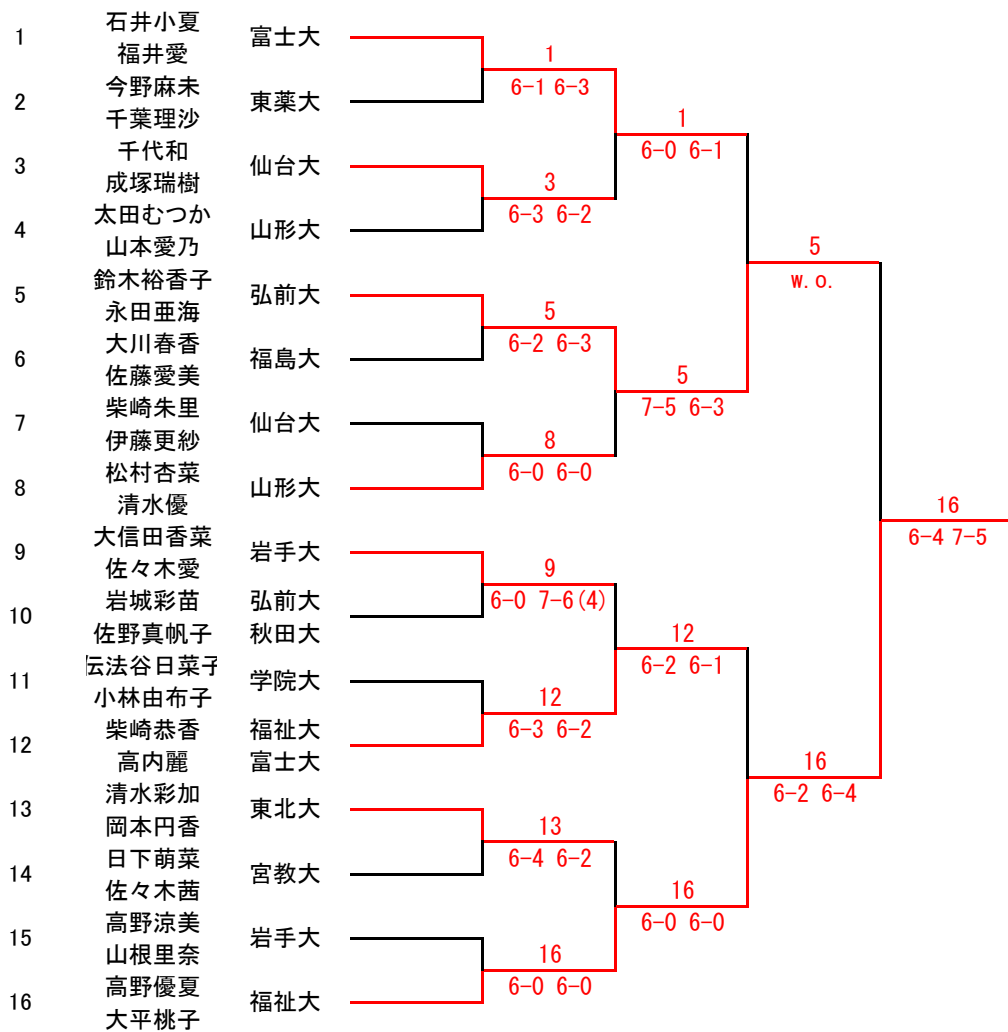 1 石井小夏 富士大
福井愛
2 今野麻未 東薬大
千葉理沙
3 千代和 仙台大
成塚瑞樹
4 太田むつか 山形大
山本愛乃
5 鈴木裕香子 弘前大
永田亜海
6 大川春香 福島大
佐藤愛美
7 柴崎朱里 仙台大
伊藤更紗
8 松村杏菜 山形大
清水優
9 大信田香菜 岩手大
佐々木愛
10 岩城彩苗 弘前大
佐野真帆子 秋田大
11 伝法谷日菜子 学院大
小林由布子
12 柴崎恭香 福祉大
高内麗 富士大
13 清水彩加 東北大
岡本円香
14 日下萌菜 宮教大
佐々木茜
15 高野涼美 岩手大
山根里奈
16 高野優夏 福祉大
大平桃子
1
6-1 6-3
3
6-3 6-2
5
6-2 6-3
8
6-0 6-0
9
6-0 7-6(4)
12
6-3 6-2
13
6-4 6-2
16
6-0 6-0
1
6-0 6-1
5
7-5 6-3
12
6-2 6-1
16
6-0 6-0
5
w.o.
16
6-2 6-4
16
6-4 7-5